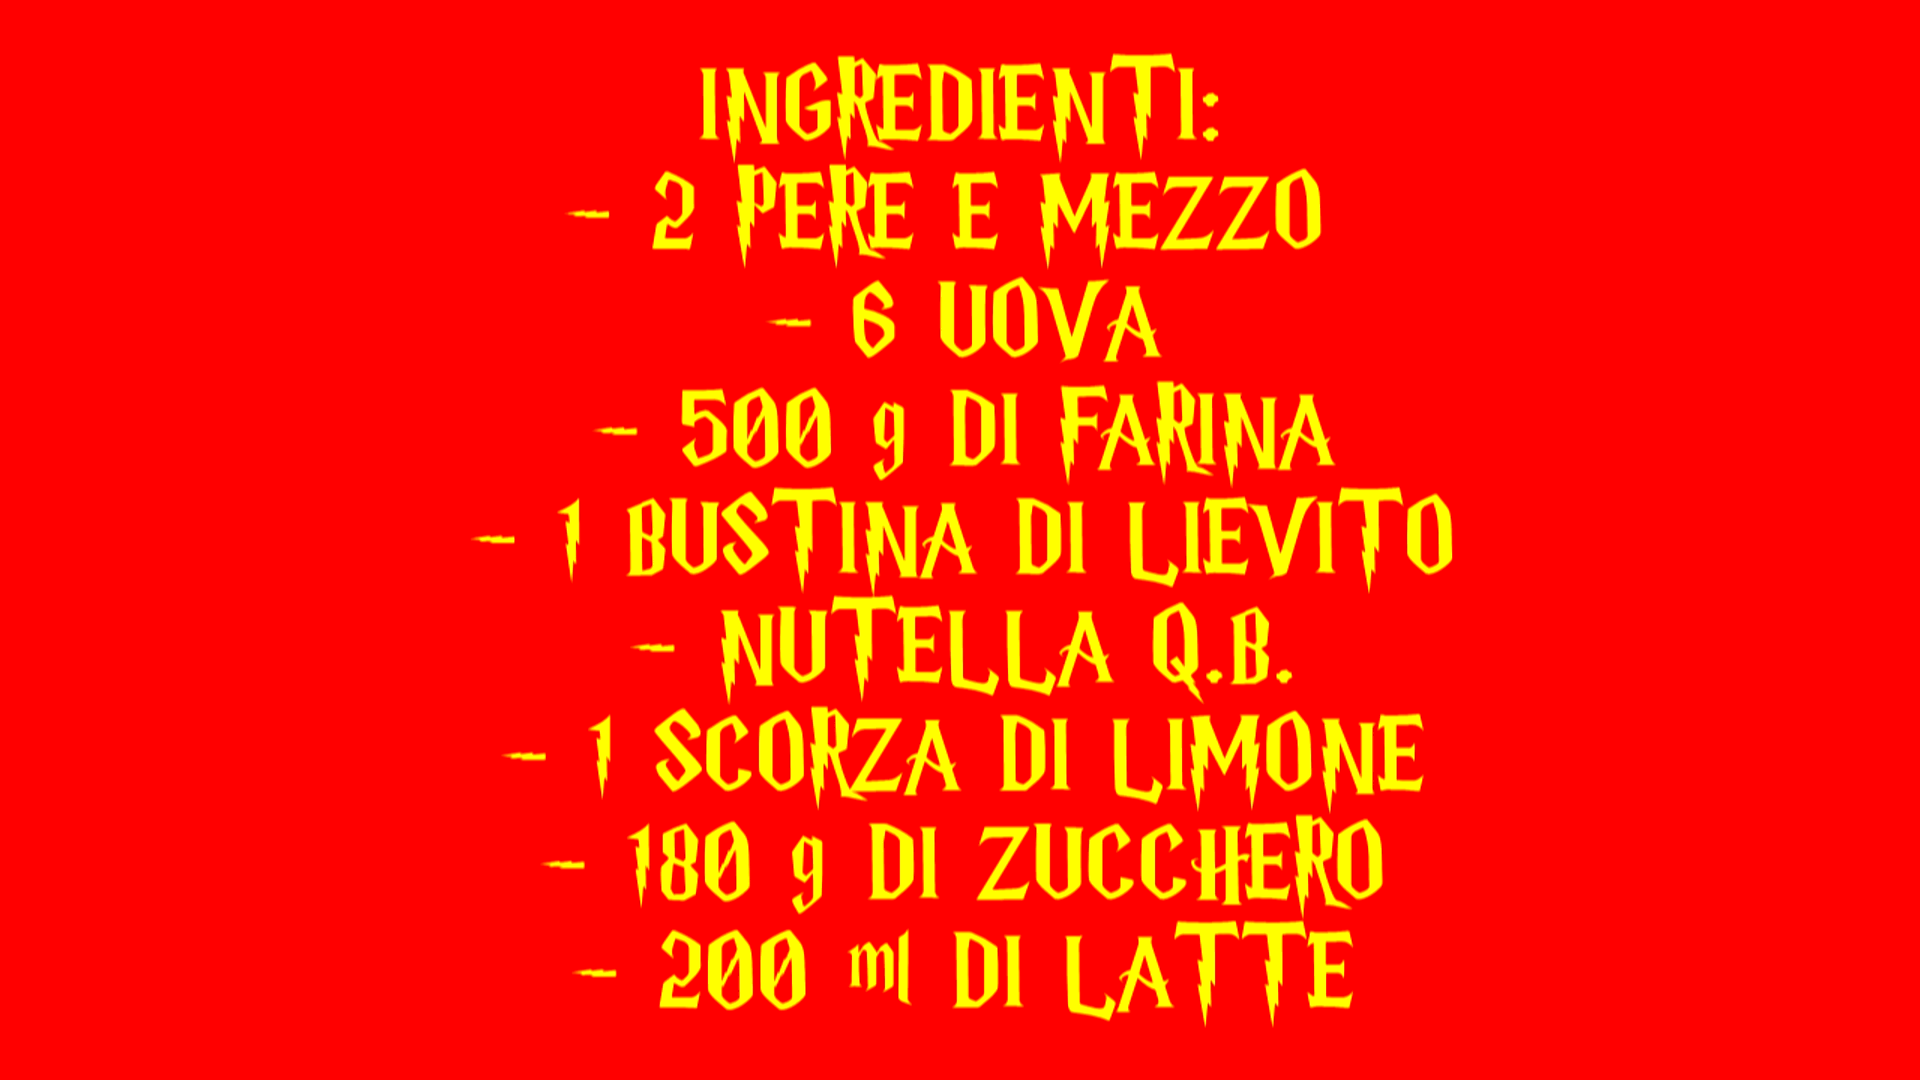 INGREDIENTI:
- 2 PERE E MEZZO
- 6 UOVA
- 500 g DI FARINA
- 1 BUSTINA DI LIEVITO
- NUTELLA Q.B.
- 1 SCORZA DI LIMONE
- 180 g DI ZUCCHERO
- 200 ml DI LATTE